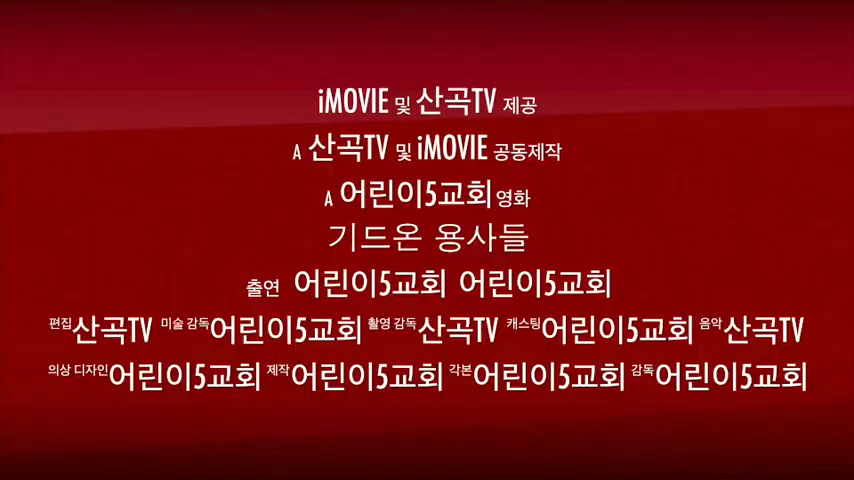 iMOVIE 및 산곡TV 제공
A 산곡TV 및 iMOVIE 공동제작
A 어린이5교회 영화
기드온 용사들
출연 어린이5교회 어린이5교회
편집 산곡TV 미술 감독 어린이5교회 촬영 감독 산곡TV 캐스팅 어린이5교회 음악 산곡TV
의상 디자인 어린이5교회 제작 어린이5교회 각본 어린이5교회 감독 어린이5교회